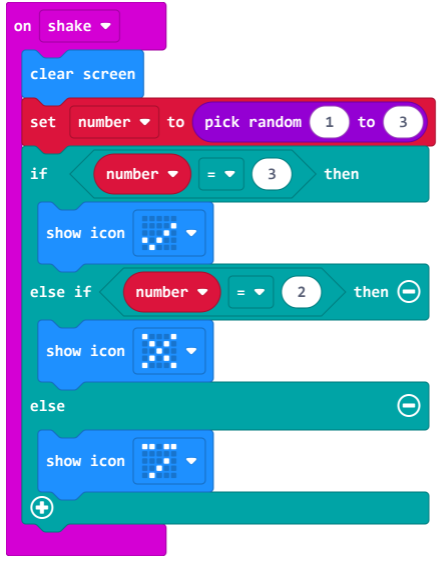 on shake
clear screen
set number to pick random 1 to 3
if number = 3 then
show icon
else if number = 2 then
show icon
else
show icon